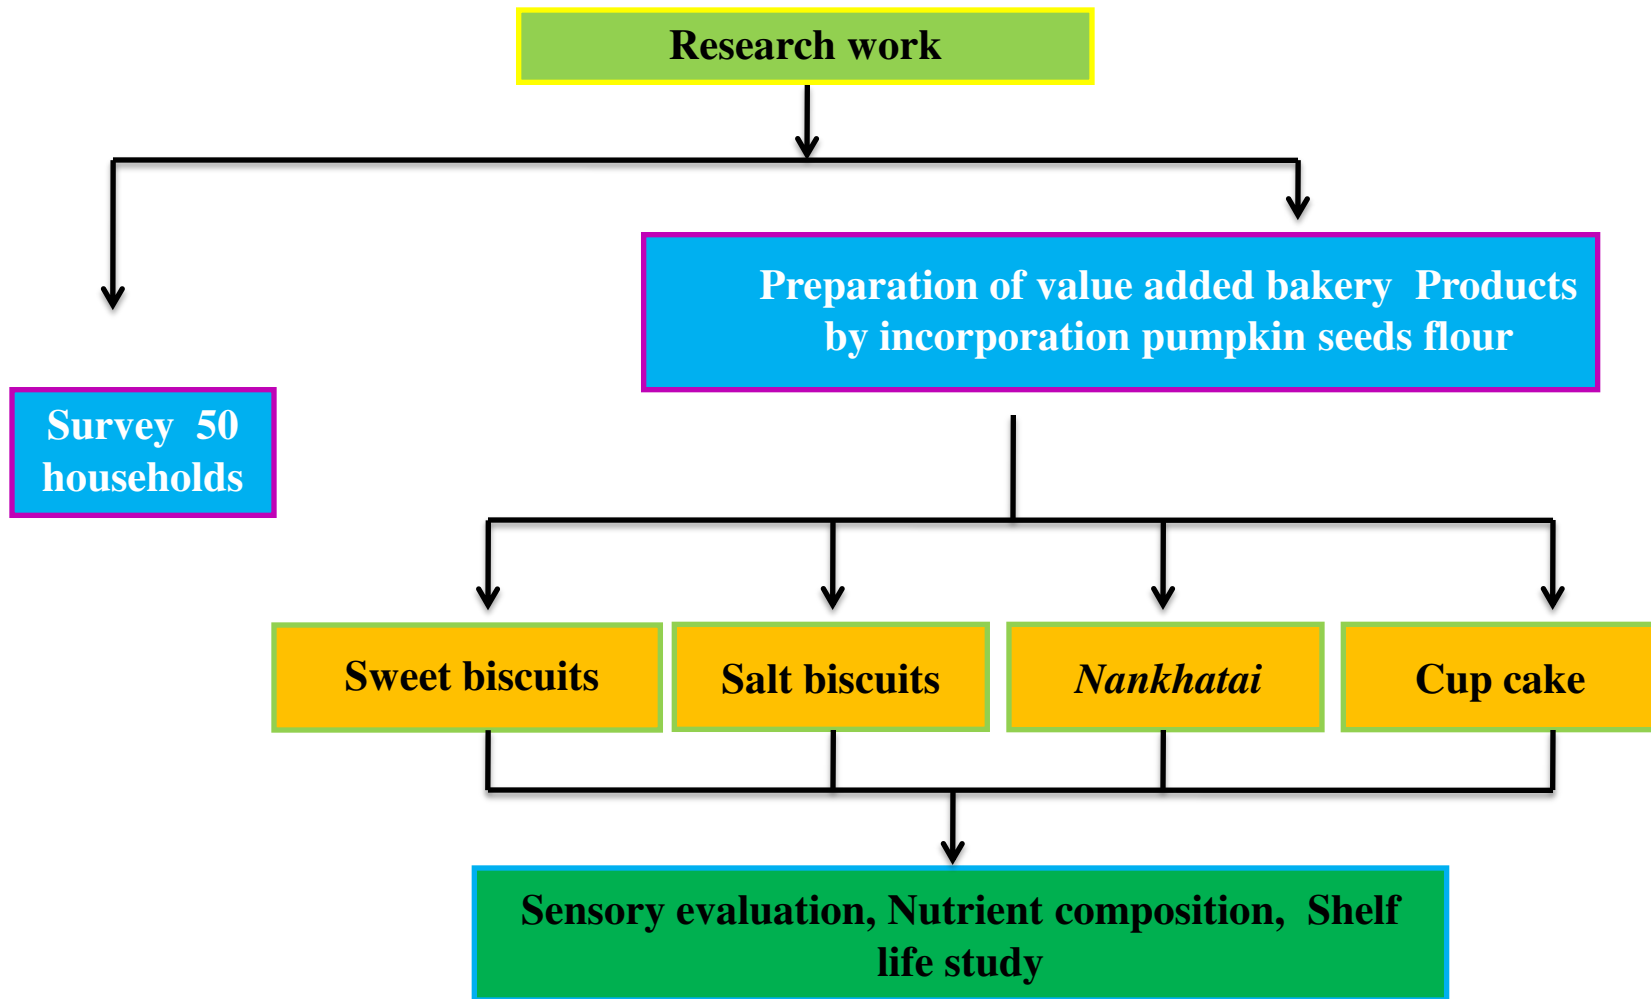 Research work
Preparation of value added bakery  Products
by incorporation pumpkin seeds flour
Survey  50
households
Sweet biscuits
Salt biscuits
Nankhatai
Cup cake
Sensory evaluation, Nutrient composition,  Shelf
life study